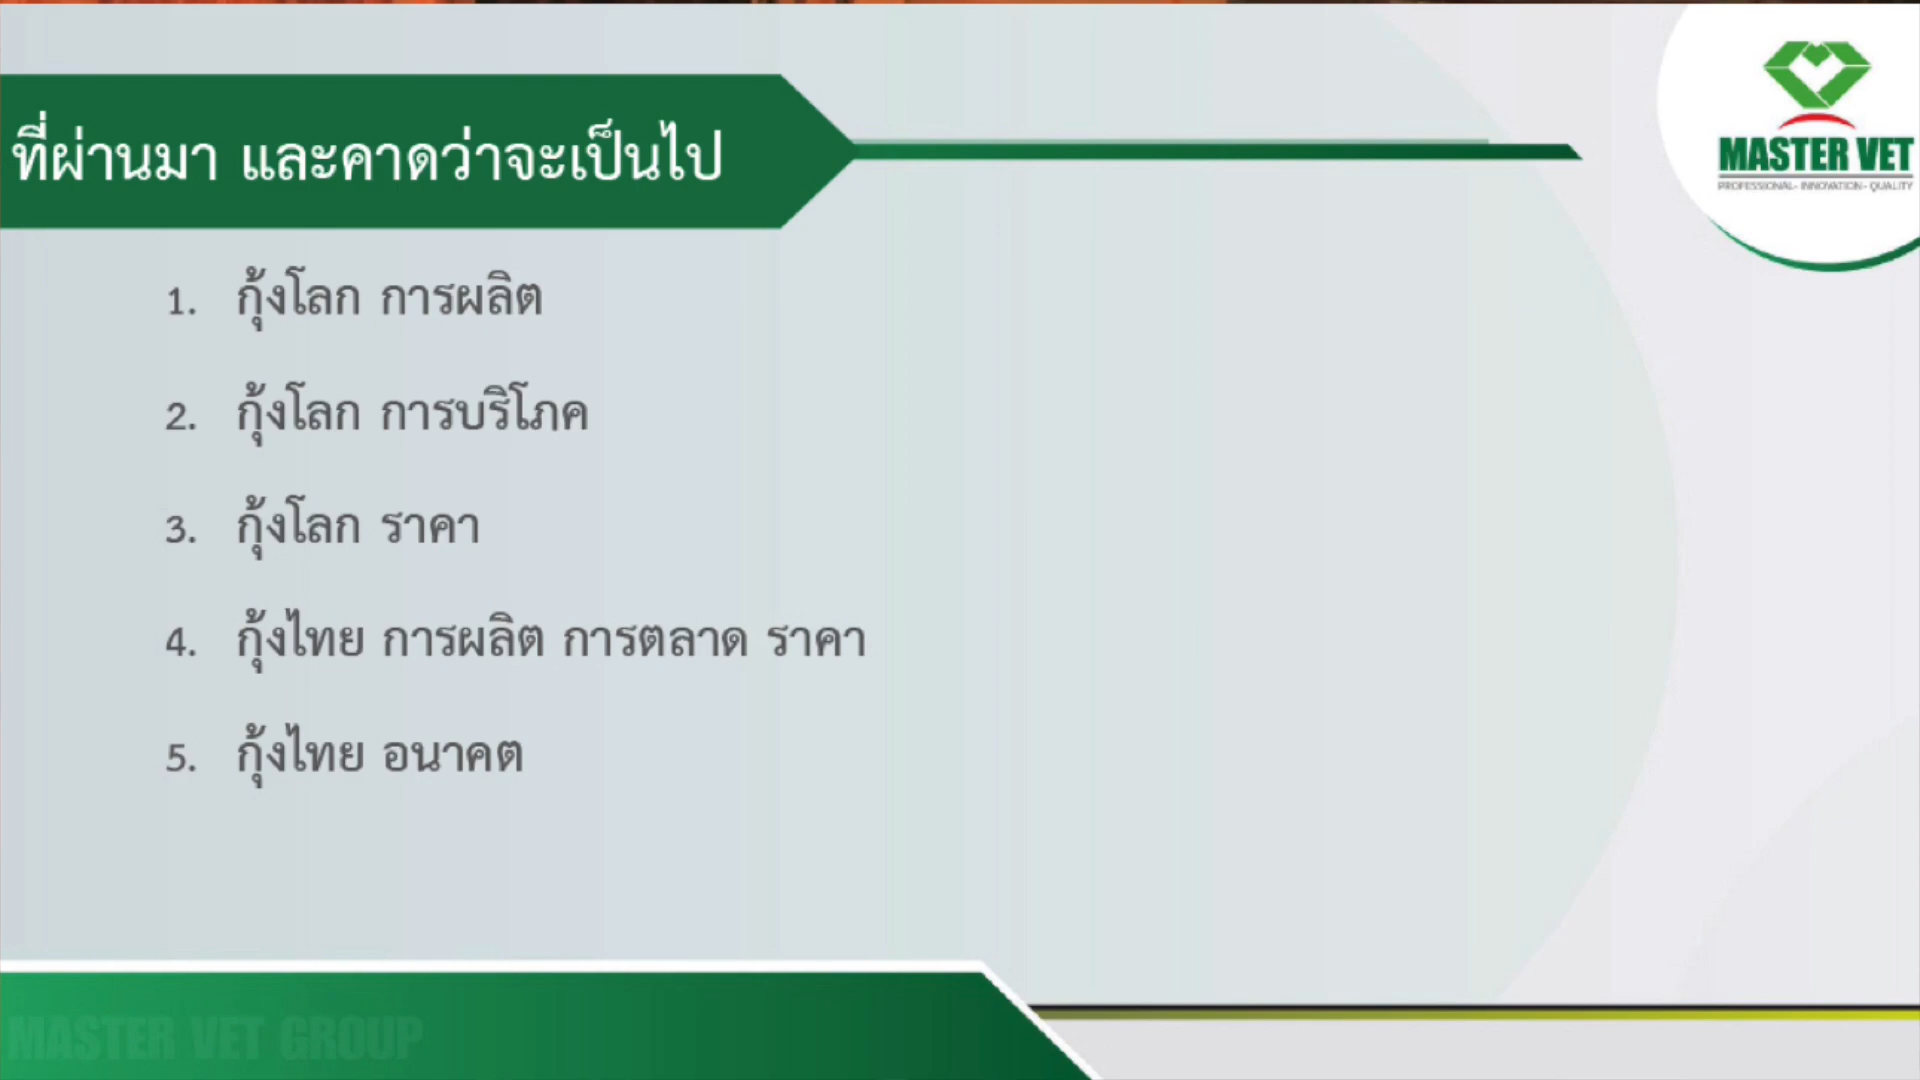 ที่ผ่านมา และคาดว่าจะเป็นไป
MASTER VET
PROFESSIONAL- INNOVATION- QUALITY
1. กุ้งโลก การผลิต
2. กุ้งโลก การบริโภค
3. กุ้งโลก ราคา
4. กุ้งไทย การผลิต การตลาด ราคา
5. กุ้งไทย อนาคต
MASTER VET GROUP